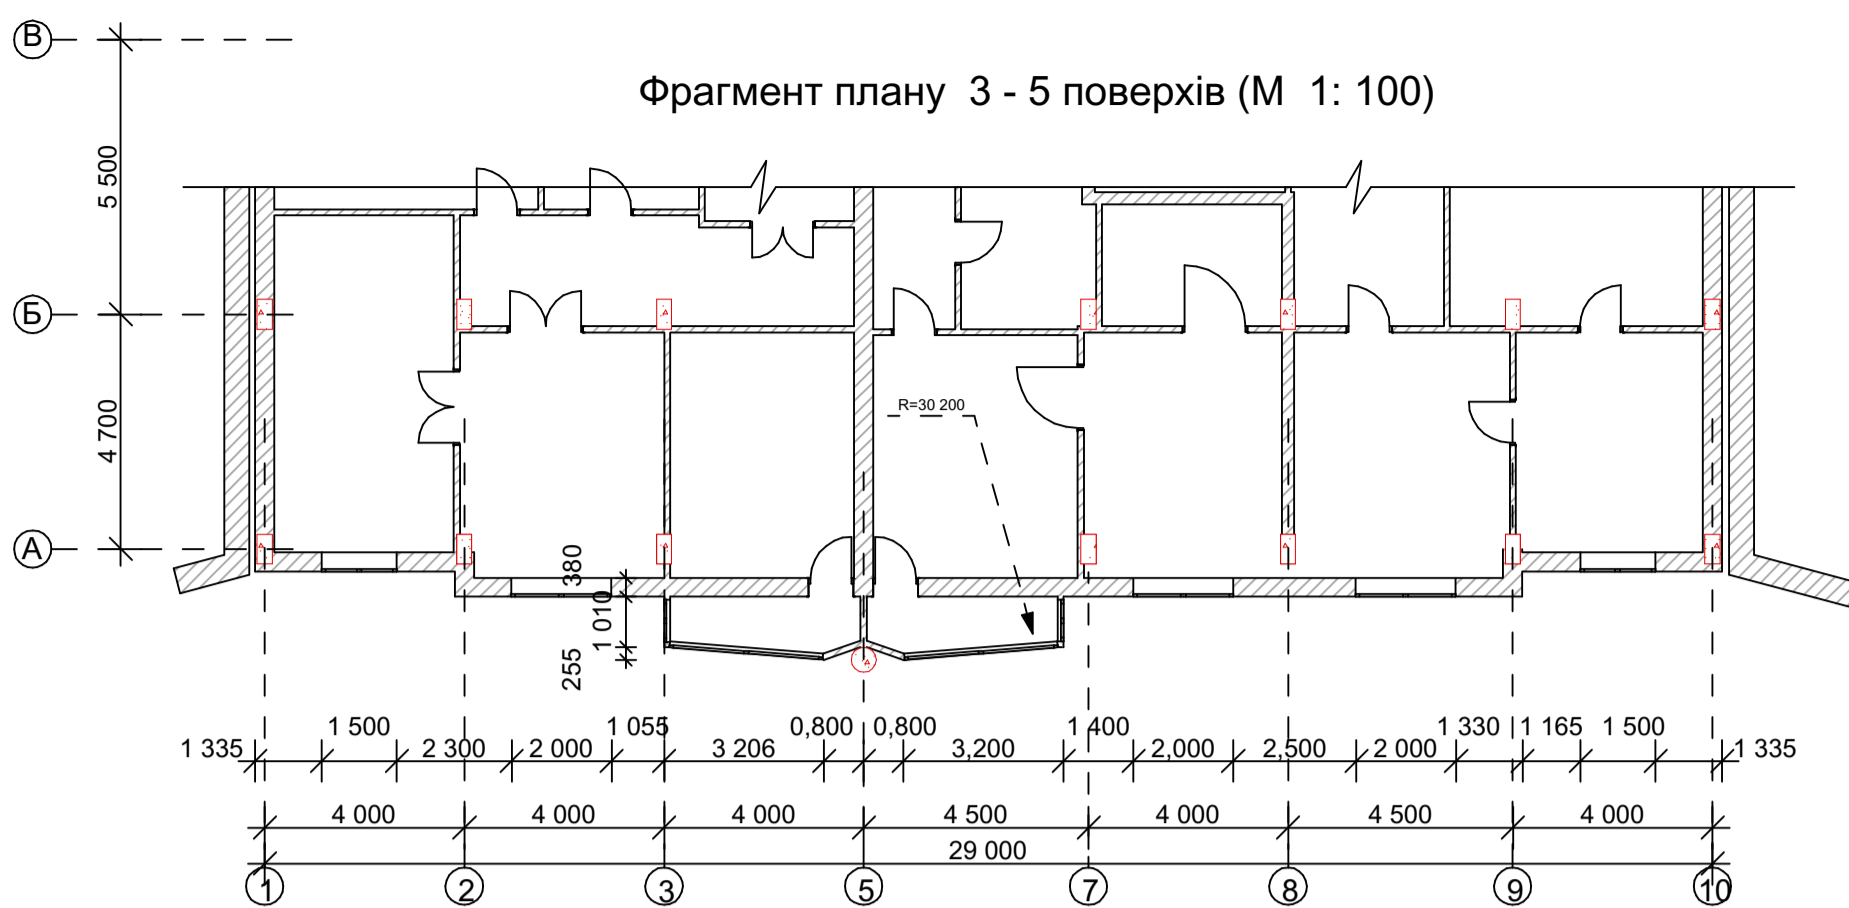 В
Фрагмент плану 3 - 5 поверхів (М 1: 100)
5 500
Б
4 700
R=30 200
А
380
1 010
255
1 500 1 055 0,800 0,800 1 400 1 330 1 165 1 500
1 335 2 300 2 000 3 206 3,200 2,000 2,500 2 000 1 335
4 000 4 000 4 000 4 500 4 000 4 500 4 000
29 000
1 2 3 5 7 8 9 10